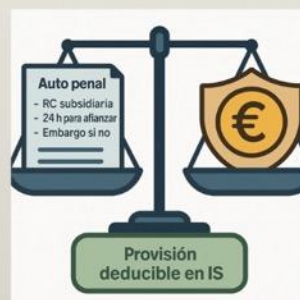 Auto penal
- RC subsidiaria
- 24 h para afianzar
- Embargo si no
€
Provisión
deducible en IS